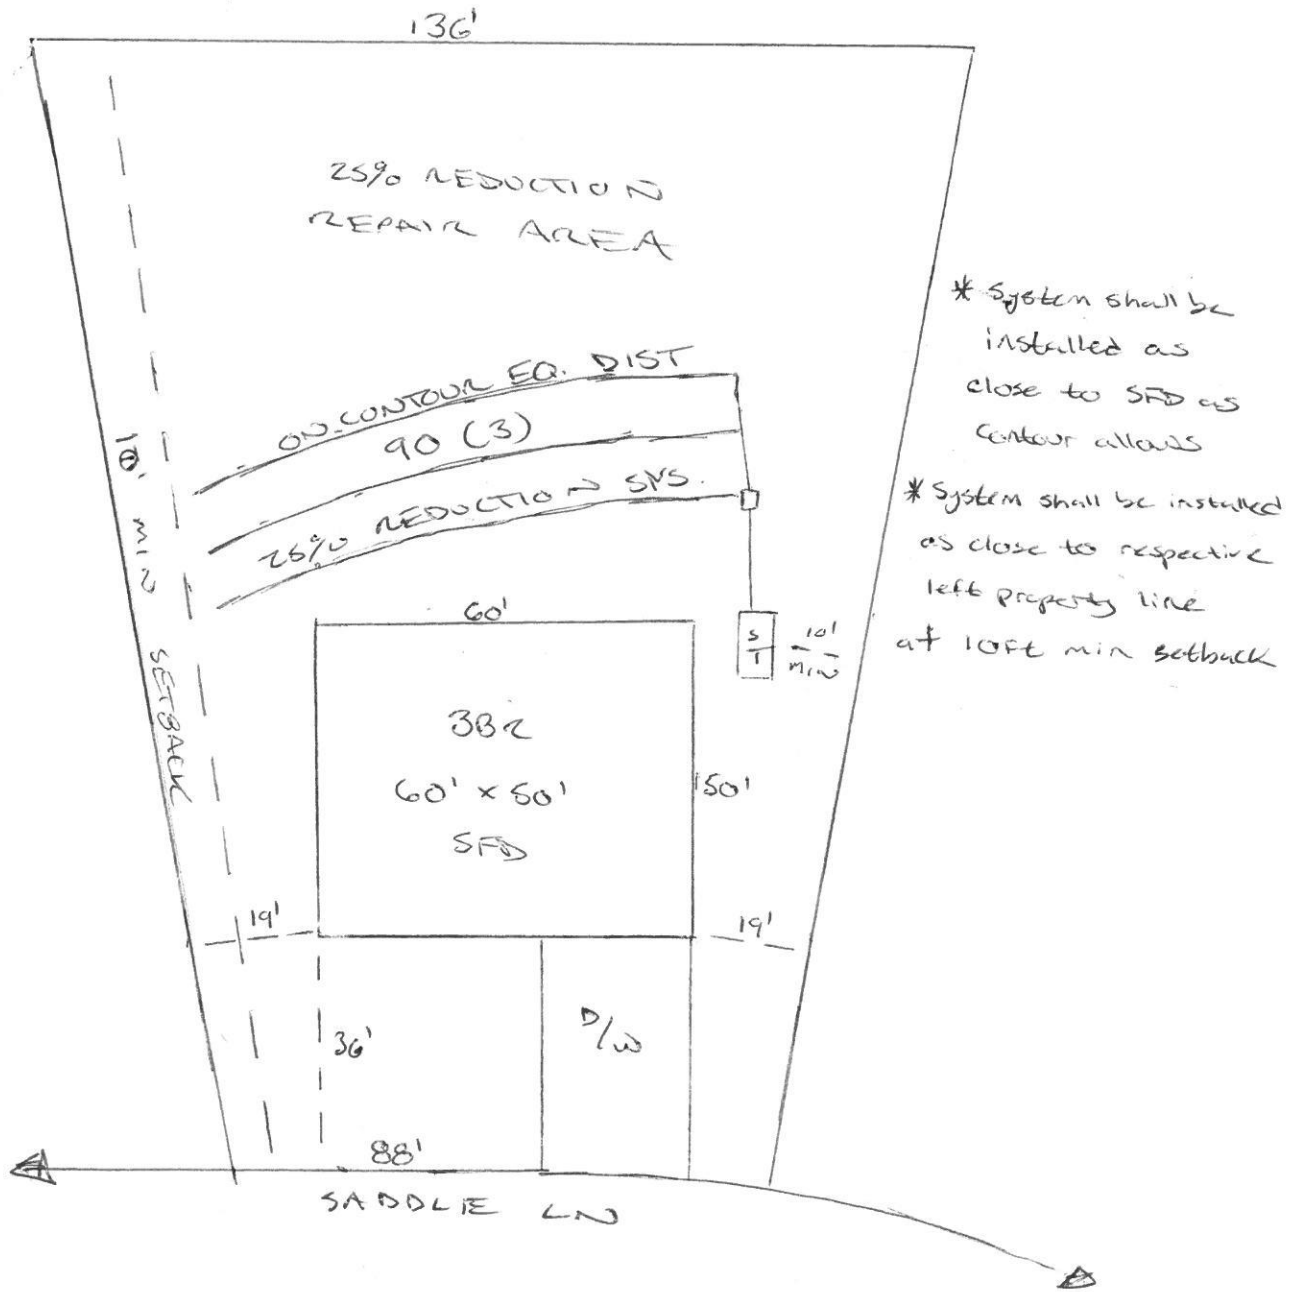 136'
25% REDUCTION
REPAIR AREA
* System shall be
installed as
close to SFD as
contour allows
* System shall be installed
as close to respective
left property line
at 10ft min setback
ON-CONTOUR EQ. DIST
90 (3)
25% REDUCTION SYS.
10' MIN SETBACK
60'
S
T
10'
MIN
3BR
60' x 50'
SFD
50'
19'
19'
36'
D/W
88'
SADDLE LN